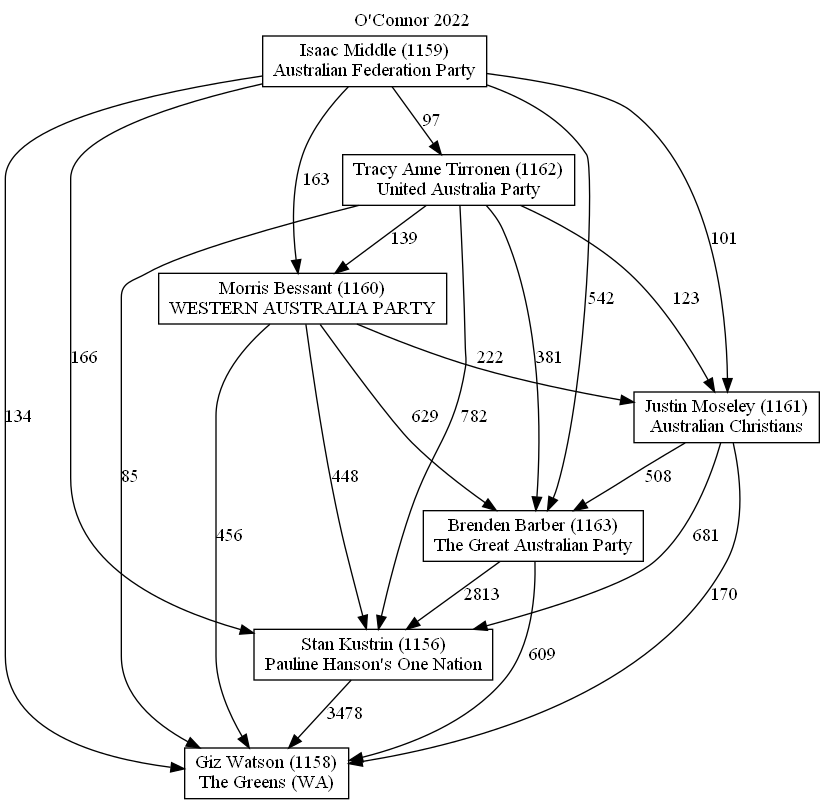 O'Connor 2022
Isaac Middle (1159)
Australian Federation Party
97
Tracy Anne Tirronen (1162)
United Australia Party
163
139
101
Morris Bessant (1160)
WESTERN AUSTRALIA PARTY
542
123
166
222
381
134
629
782
Justin Moseley (1161)
Australian Christians
85
448
508
456
Brenden Barber (1163)
The Great Australian Party
681
2813
170
Stan Kustrin (1156)
Pauline Hanson's One Nation
609
3478
Giz Watson (1158)
The Greens (WA)